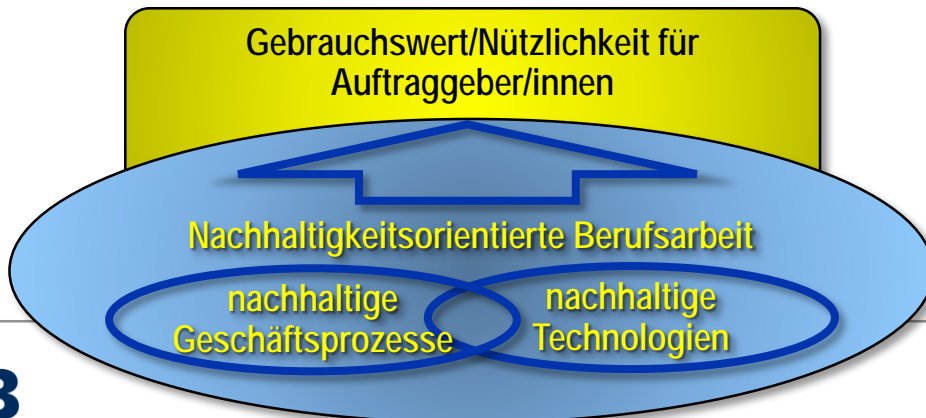 Gebrauchswert/Nützlichkeit für
Auftraggeber/innen
Nachhaltigkeitsorientierte Berufsarbeit
nachhaltige
Geschäftsprozesse
nachhaltige
Technologien